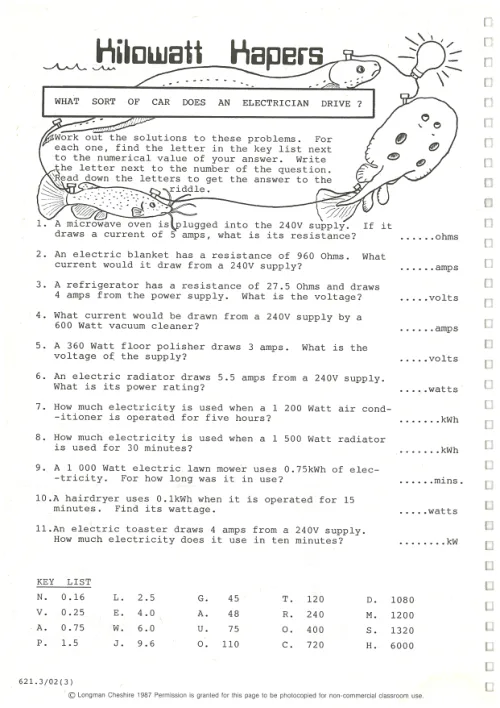 Kilowatt Kapers
WHAT SORT OF CAR DOES AN ELECTRICIAN DRIVE ?
Work out the solutions to these problems. For
each one, find the letter in the key list next
to the numerical value of your answer. Write
the letter next to the number of the question.
Read down the letters to get the answer to the
riddle.
1. A microwave oven is plugged into the 240V supply. If it
draws a current of 5 amps, what is its resistance? ......ohms
2. An electric blanket has a resistance of 960 Ohms. What
current would it draw from a 240V supply? ......amps
3. A refrigerator has a resistance of 27.5 Ohms and draws
4 amps from the power supply. What is the voltage? .....volts
4. What current would be drawn from a 240V supply by a
600 Watt vacuum cleaner? ......amps
5. A 360 Watt floor polisher draws 3 amps. What is the
voltage of the supply? .....volts
6. An electric radiator draws 5.5 amps from a 240V supply.
What is its power rating? .....watts
7. How much electricity is used when a 1 200 Watt air cond-
-itioner is operated for five hours? .......kWh
8. How much electricity is used when a 1 500 Watt radiator
is used for 30 minutes? .......kWh
9. A 1 000 Watt electric lawn mower uses 0.75kWh of elec-
-tricity. For how long was it in use? ......mins.
10.A hairdryer uses 0.1kWh when it is operated for 15
minutes. Find its wattage. .....watts
11.An electric toaster draws 4 amps from a 240V supply.
How much electricity does it use in ten minutes? ........kW
KEY LIST
N. 0.16 L. 2.5 G. 45 T. 120 D. 1080
V. 0.25 E. 4.0 A. 48 R. 240 M. 1200
A. 0.75 W. 6.0 U. 75 O. 400 S. 1320
P. 1.5 J. 9.6 O. 110 C. 720 H. 6000
621.3/02(3)
© Longman Cheshire 1987 Permission is granted for this page to be photocopied for non-commercial classroom use.